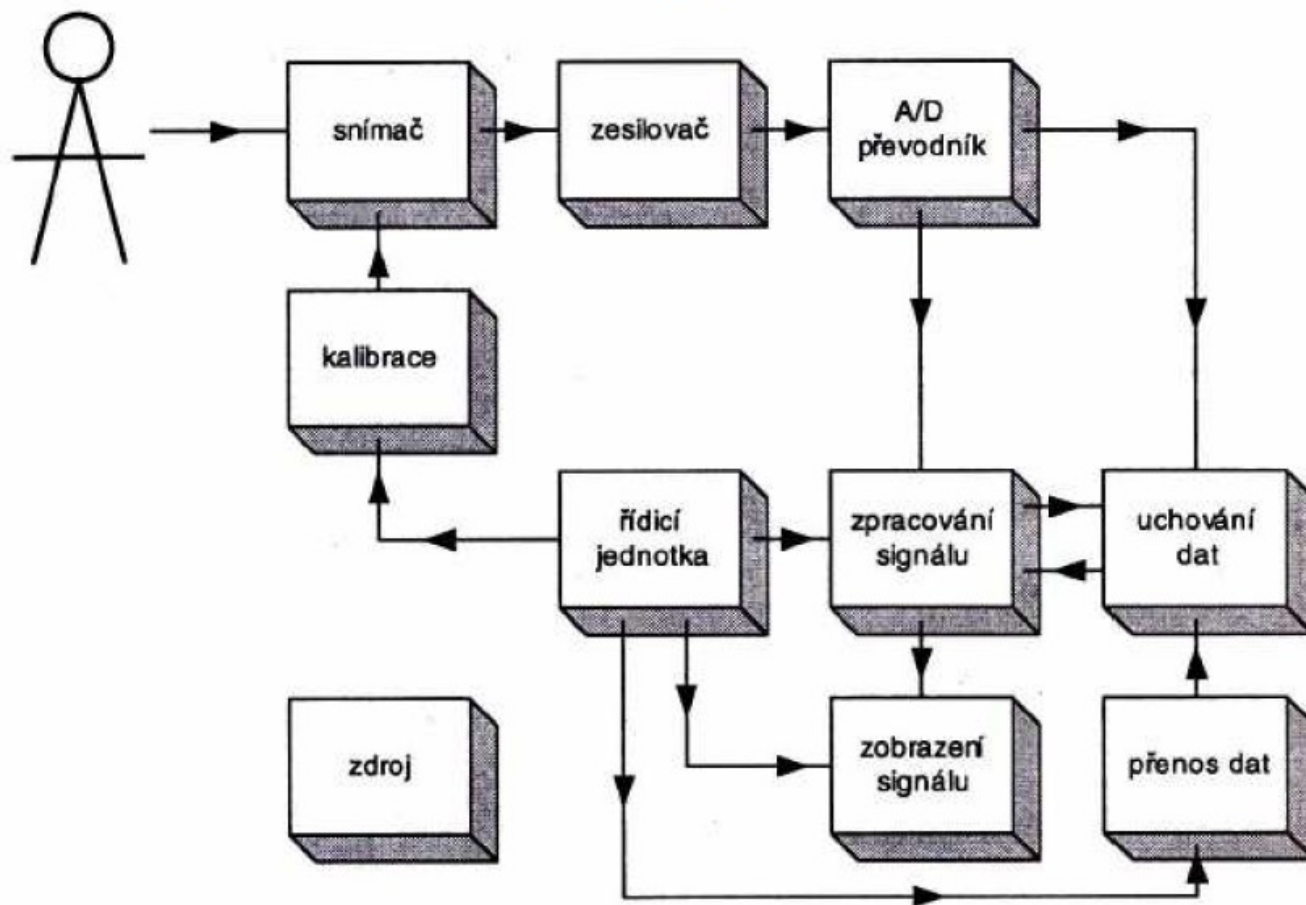 snímač
zesilovač
A/D
převodník
kalibrace
řídicí
jednotka
zpracování
signálu
uchování
dat
zdroj
zobrazení
signálu
přenos dat